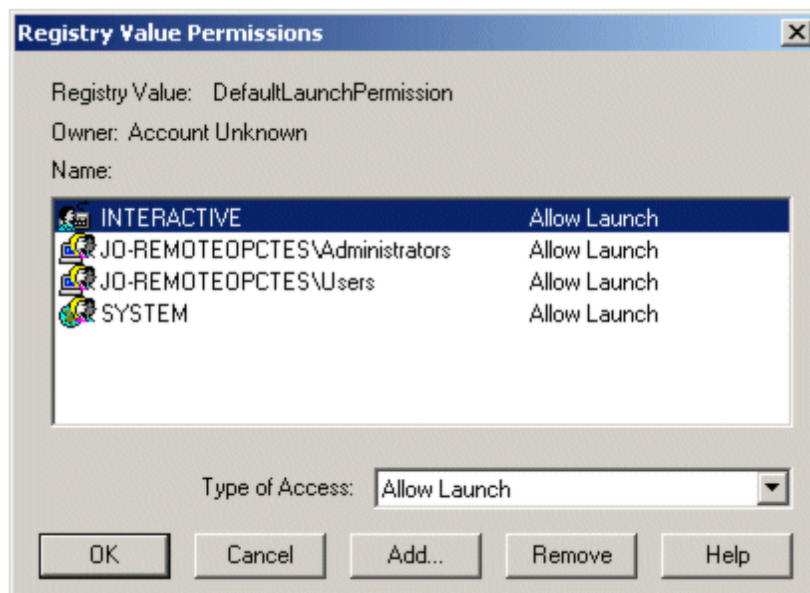 Registry Value Permissions
Registry Value: DefaultLaunchPermission
Owner: Account Unknown
Name:
INTERACTIVE Allow Launch
JO-REMOTEOPCTES\Administrators Allow Launch
JO-REMOTEOPCTES\Users Allow Launch
SYSTEM Allow Launch
Type of Access: Allow Launch
OK Cancel Add... Remove Help